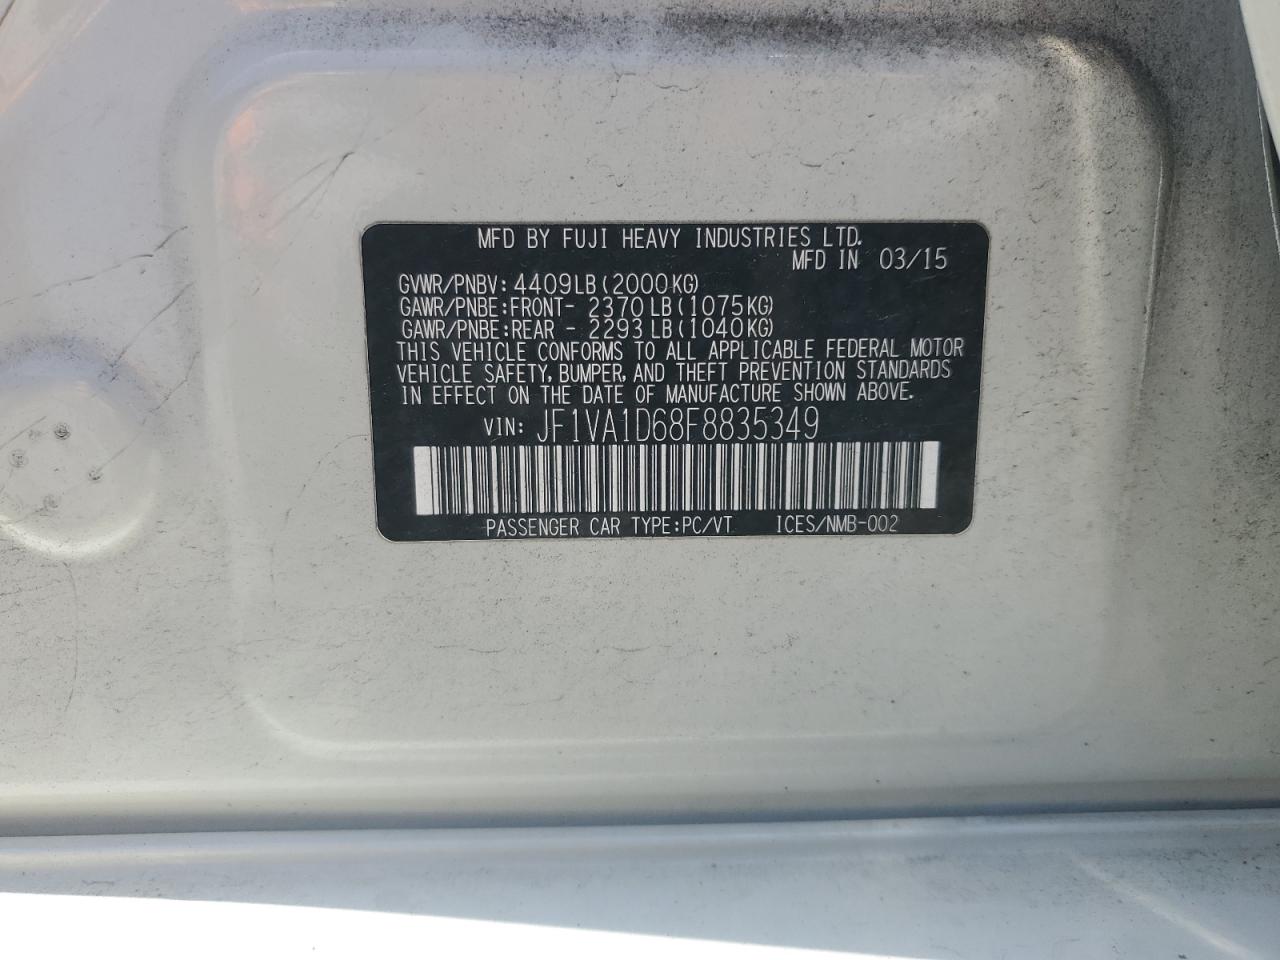 MFD BY FUJI HEAVY INDUSTRIES LTD.
MFD IN 03/15
GVWR/PNBV: 4409LB(2000KG)
GAWR/PNBE:FRONT- 2370LB(1075KG)
GAWR/PNBE:REAR - 2293LB(1040KG)
THIS VEHICLE CONFORMS TO ALL APPLICABLE FEDERAL MOTOR
VEHICLE SAFETY, BUMPER, AND THEFT PREVENTION STANDARDS
IN EFFECT ON THE DATE OF MANUFACTURE SHOWN ABOVE.
VIN: JF1VA1D68F8835349
PASSENGER CAR TYPE:PC/VT ICES/NMB-002